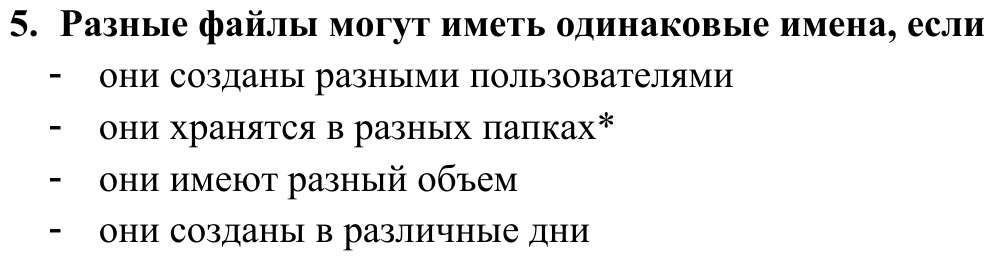 5. Разные файлы могут иметь одинаковые имена, если
- они созданы разными пользователями
- они хранятся в разных папках*
- они имеют разный объем
- они созданы в различные дни